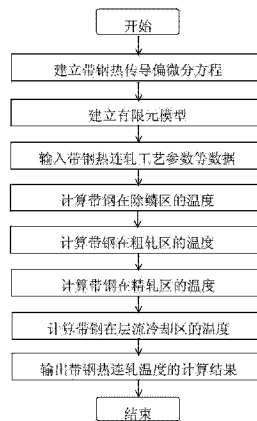 开始
建立带钢热传导偏微分方程
建立有限元模型
输入带钢热连轧工艺参数等数据
计算带钢在除鳞区的温度
计算带钢在粗轧区的温度
计算带钢在精轧区的温度
计算带钢在层流冷却区的温度
输出带钢热连轧温度的计算结果
结束